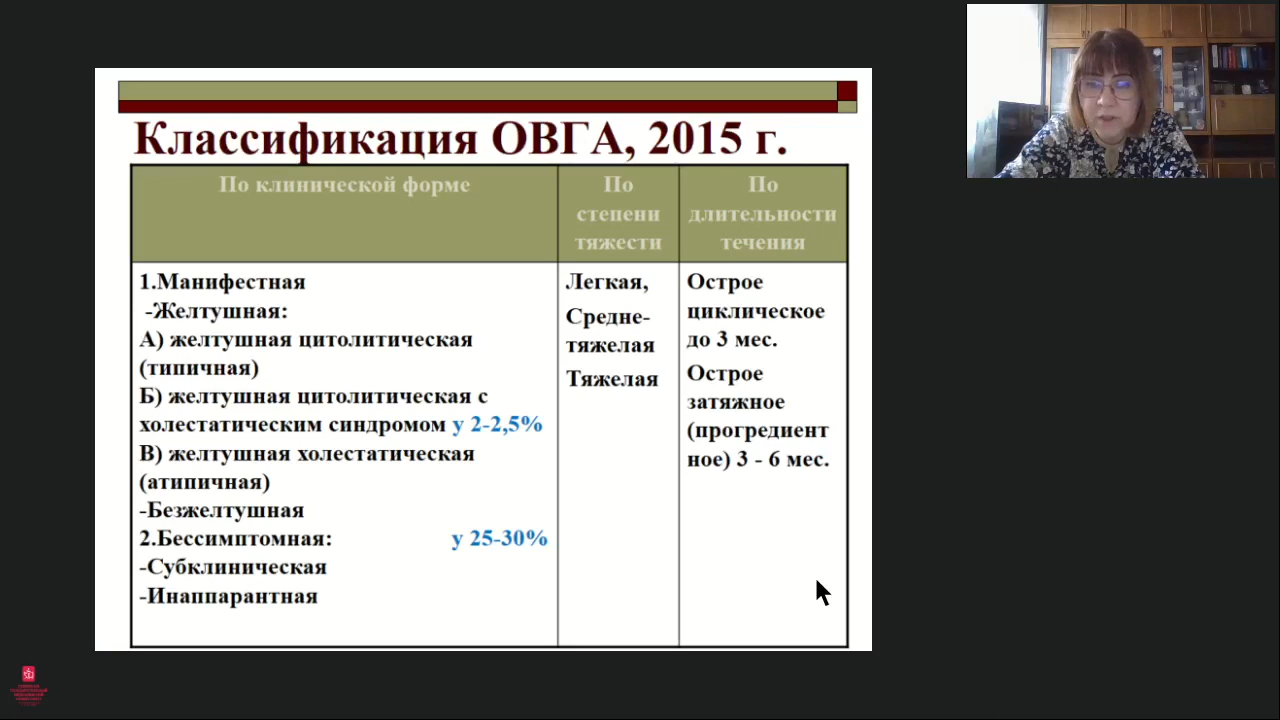 Классификация ОВГА, 2015 г.
По клинической форме
По
степени
тяжести
По
длительности
течения
1.Манифестная
-Желтушная:
А) желтушная цитолитическая
(типичная)
Б) желтушная цитолитическая с
холестатическим синдромом у 2-2,5%
В) желтушная холестатическая
(атипичная)
-Безжелтушная
2.Бессимптомная: у 25-30%
-Субклиническая
-Инаппарантная
Легкая,
Средне-
тяжелая
Тяжелая
Острое
циклическое
до 3 мес.
Острое
затяжное
(прогредиент
ное) 3 - 6 мес.